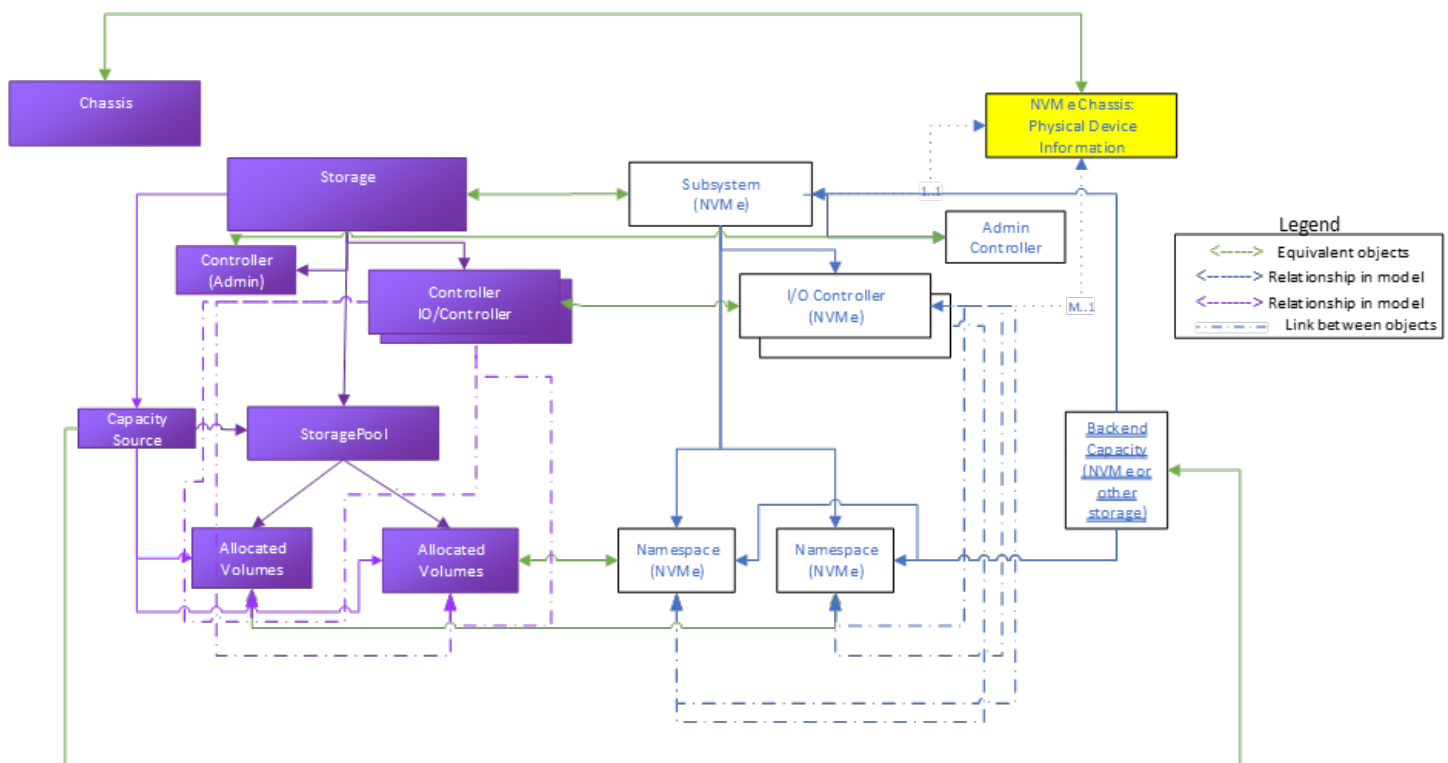 Chassis
NVMe Chassis:
Physical Device
Information
Storage
Subsystem
(NVMe)
1..1
Admin
Controller
Legend
Equivalent objects
Relationship in model
Relationship in model
Link between objects
Controller
(Admin)
Controller
IO/Controller
I/O Controller
(NVMe)
M..1
Capacity
Source
StoragePool
Backend
Capacity
(NVMe or
other
storage)
Allocated
Volumes
Allocated
Volumes
Namespace
(NVMe)
Namespace
(NVMe)